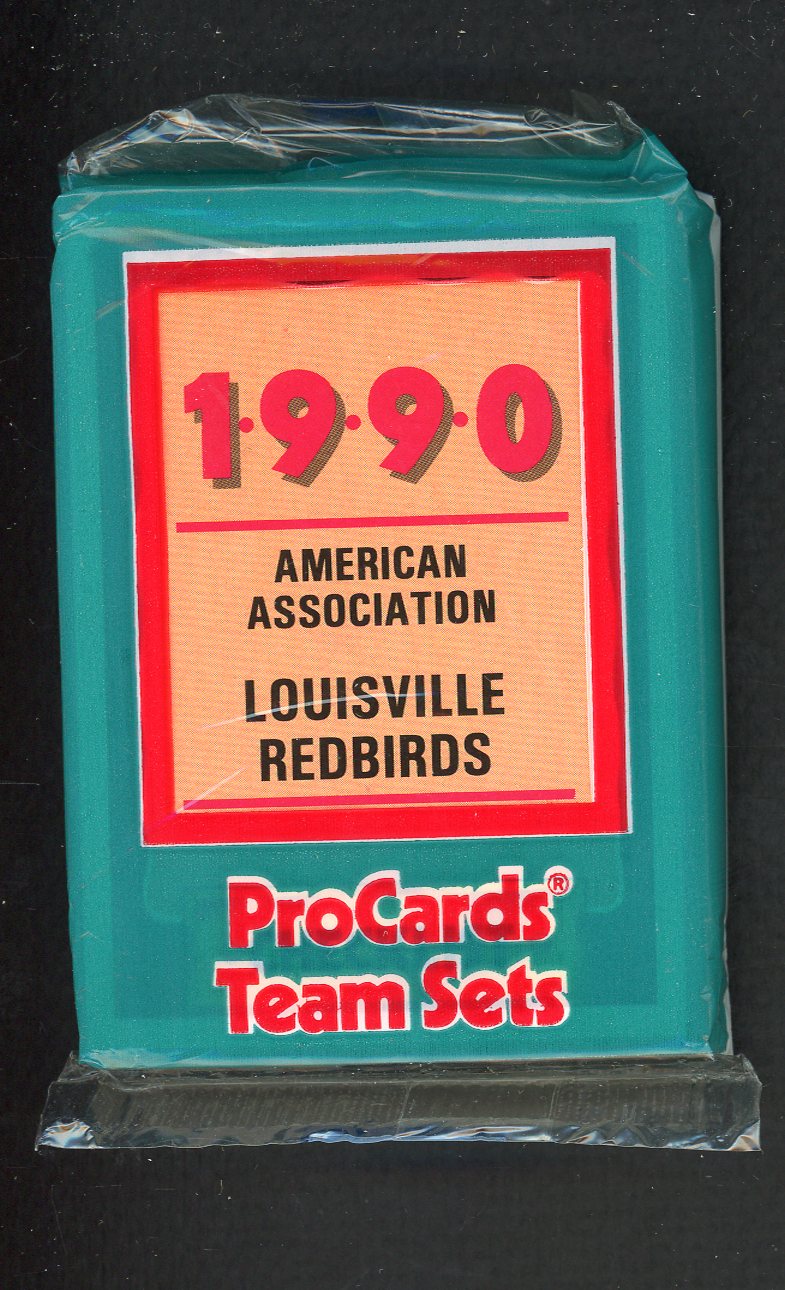 1·9·9·0
AMERICAN
ASSOCIATION
LOUISVILLE
REDBIRDS
ProCards®
Team Sets